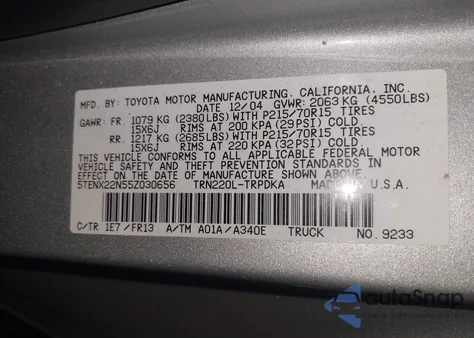 MFD. BY: TOYOTA MOTOR MANUFACTURING, CALIFORNIA, INC.
DATE 12/04 GVWR: 2063 KG (4550LBS)
GAWR: FR. 1079 KG (2380LBS) WITH P215/70R15 TIRES
15X6J RIMS AT 200 KPA (29 PSI) COLD.
RR. 1217 KG (2685LBS) WITH P215/70R15 TIRES
15X6J RIMS AT 220 KPA (32 PSI) COLD.
THIS VEHICLE CONFORMS TO ALL APPLICABLE FEDERAL MOTOR
VEHICLE SAFETY AND THEFT PREVENTION STANDARDS IN
EFFECT ON THE DATE OF MANUFACTURE SHOWN ABOVE.
5TENX22N55Z030656 TRN220L-TRPDKA MADE IN U.S.A.
C/TR 1E7/FR13 A/TM A01A/A340E TRUCK NO. 9233
autoSnap